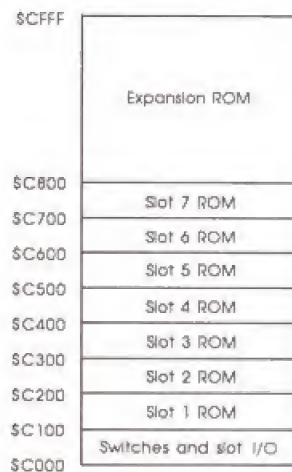 $CFFF
Expansion ROM
$C800
Slot 7 ROM
$C700
Slot 6 ROM
$C600
Slot 5 ROM
$C500
Slot 4 ROM
$C400
Slot 3 ROM
$C300
Slot 2 ROM
$C200
Slot 1 ROM
$C100
Switches and slot I/O
$C000